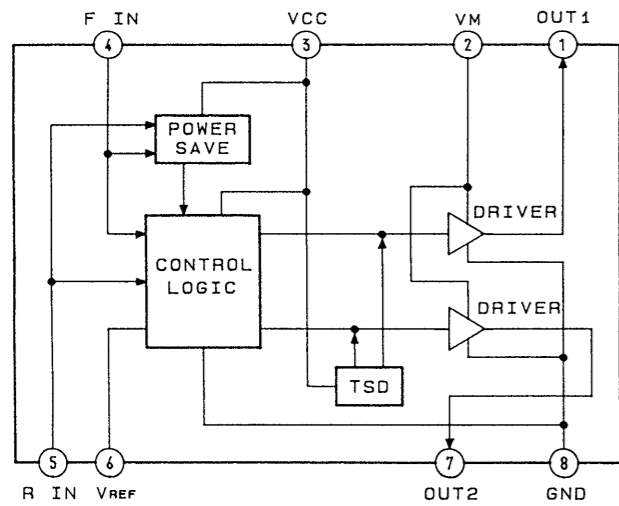 F IN VCC VM OUT1
4 3 2 1
POWER
SAVE
DRIVER
CONTROL
LOGIC
DRIVER
TSD
5 6 7 8
R IN VREF OUT2 GND